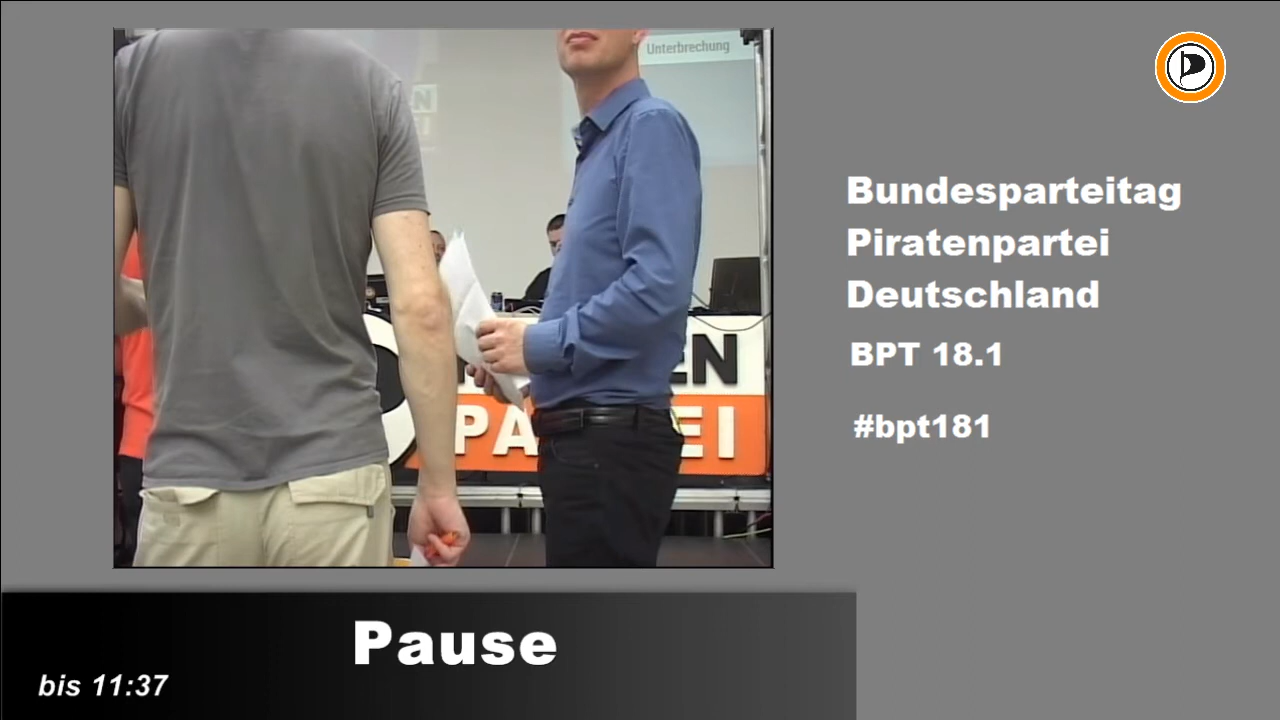 Unterbrechung
Bundesparteitag
Piratenpartei
Deutschland
BPT 18.1
#bpt181
Pause
bis 11:37